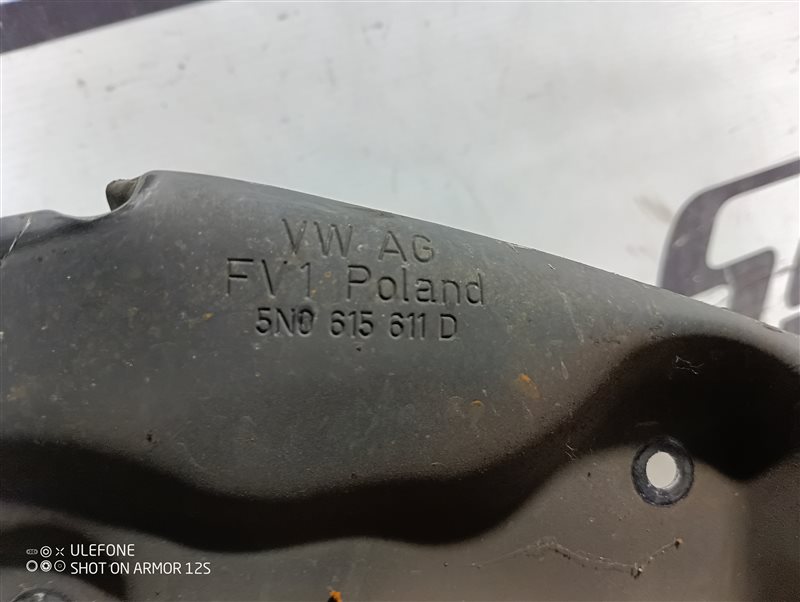 VW AG
FV1 Poland
5N0 615 611 D
ULEFONE
SHOT ON ARMOR 12S